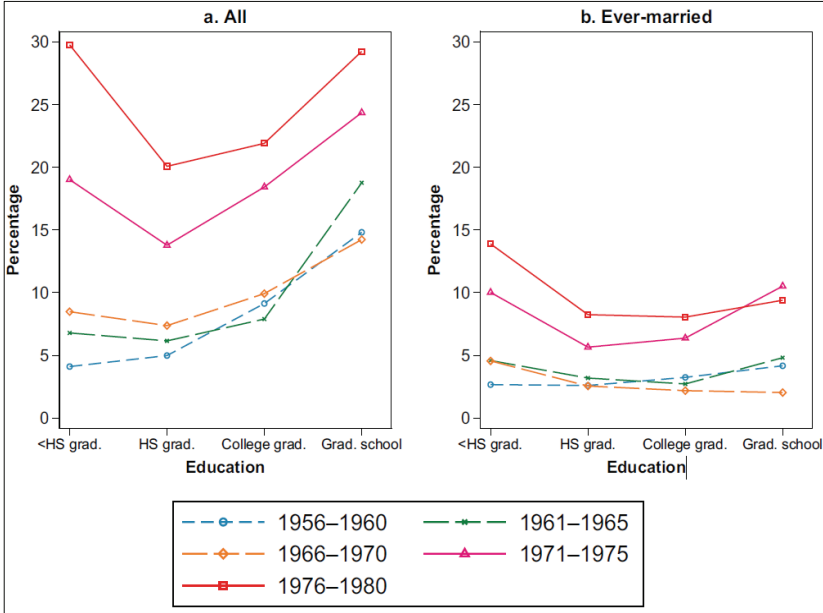 a. All
b. Ever-married
Percentage
30
25
20
15
10
5
0
<HS grad. HS grad. College grad. Grad. school
Education
Percentage
30
25
20
15
10
5
0
<HS grad. HS grad. College grad. Grad. school
Education
1956–1960 1961–1965
1966–1970 1971–1975
1976–1980